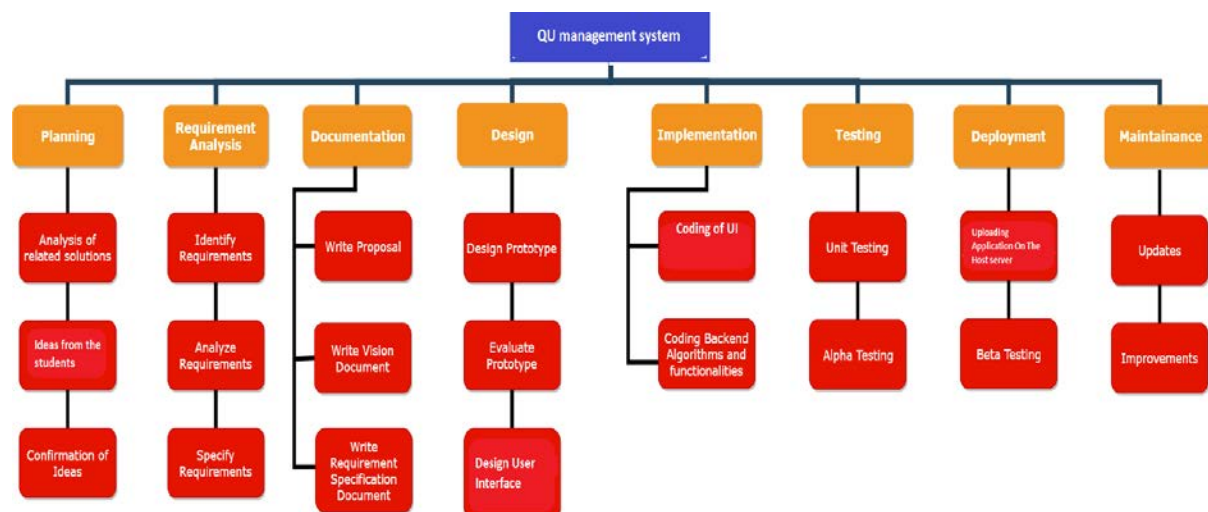 QU management system
Planning
Requirement
Analysis
Documentation
Design
Implementation
Testing
Deployment
Maintainance
Analysis of
related solutions
Identify
Requirements
Write Proposal
Design Prototype
Coding of UI
Unit Testing
Uploading
Application On The
Host server
Updates
Ideas from the
students
Analyze
Requirements
Write Vision
Document
Evaluate
Prototype
Coding Backend
Algorithms and
functionalities
Alpha Testing
Beta Testing
Improvements
Confirmation of
Ideas
Specify
Requirements
Write
Requirement
Specification
Document
Design User
Interface